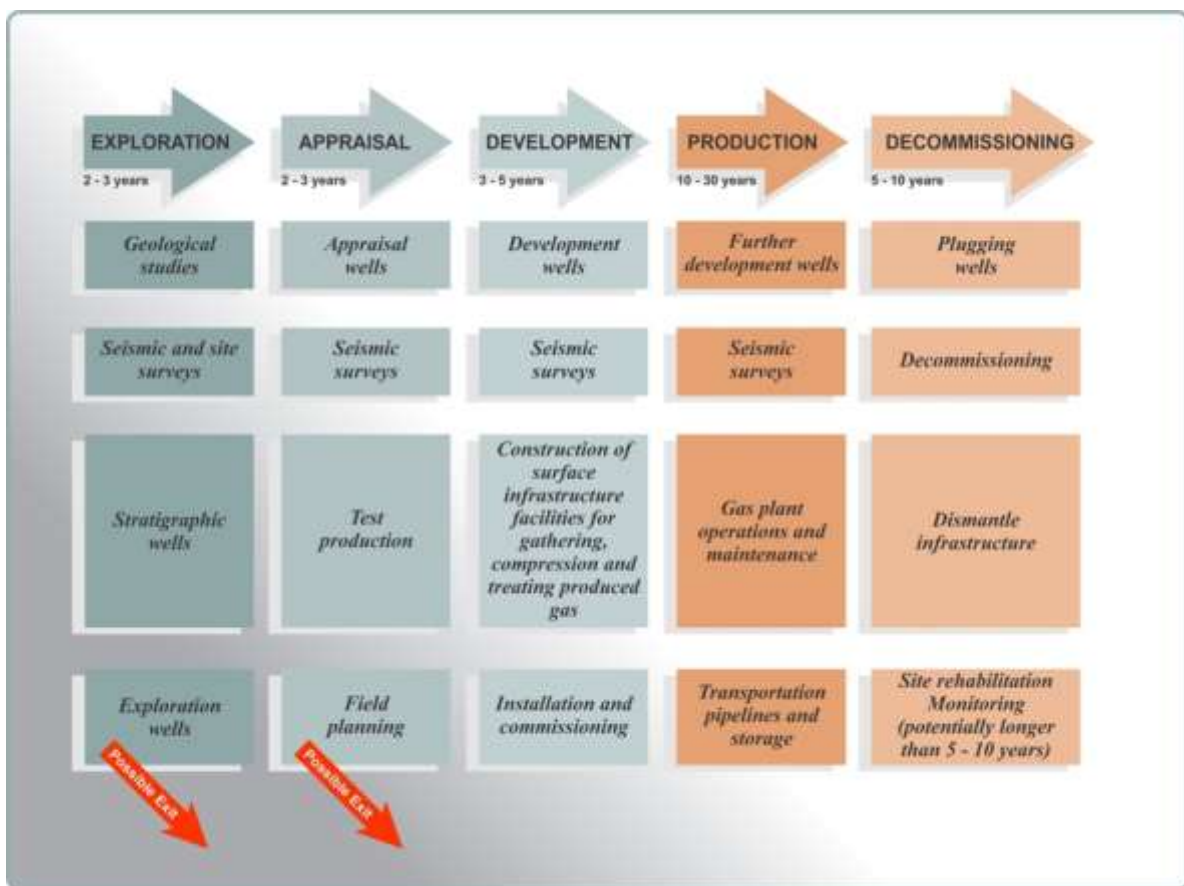 EXPLORATION
2 - 3 years
APPRAISAL
2 - 3 years
DEVELOPMENT
3 - 5 years
PRODUCTION
10 - 30 years
DECOMMISSIONING
5 - 10 years
Geological
studies
Appraisal
wells
Development
wells
Further
development wells
Plugging
wells
Seismic and site
surveys
Seismic
surveys
Seismic
surveys
Seismic
surveys
Decommissioning
Stratigraphic
wells
Test
production
Construction of
surface
infrastructure
facilities for
gathering,
compression and
treating produced
gas
Gas plant
operations and
maintenance
Dismantle
infrastructure
Exploration
wells
Field
planning
Installation and
commissioning
Transportation
pipelines and
storage
Site rehabilitation
Monitoring
(potentially longer
than 5 - 10 years)
Possible Exit
Possible Exit